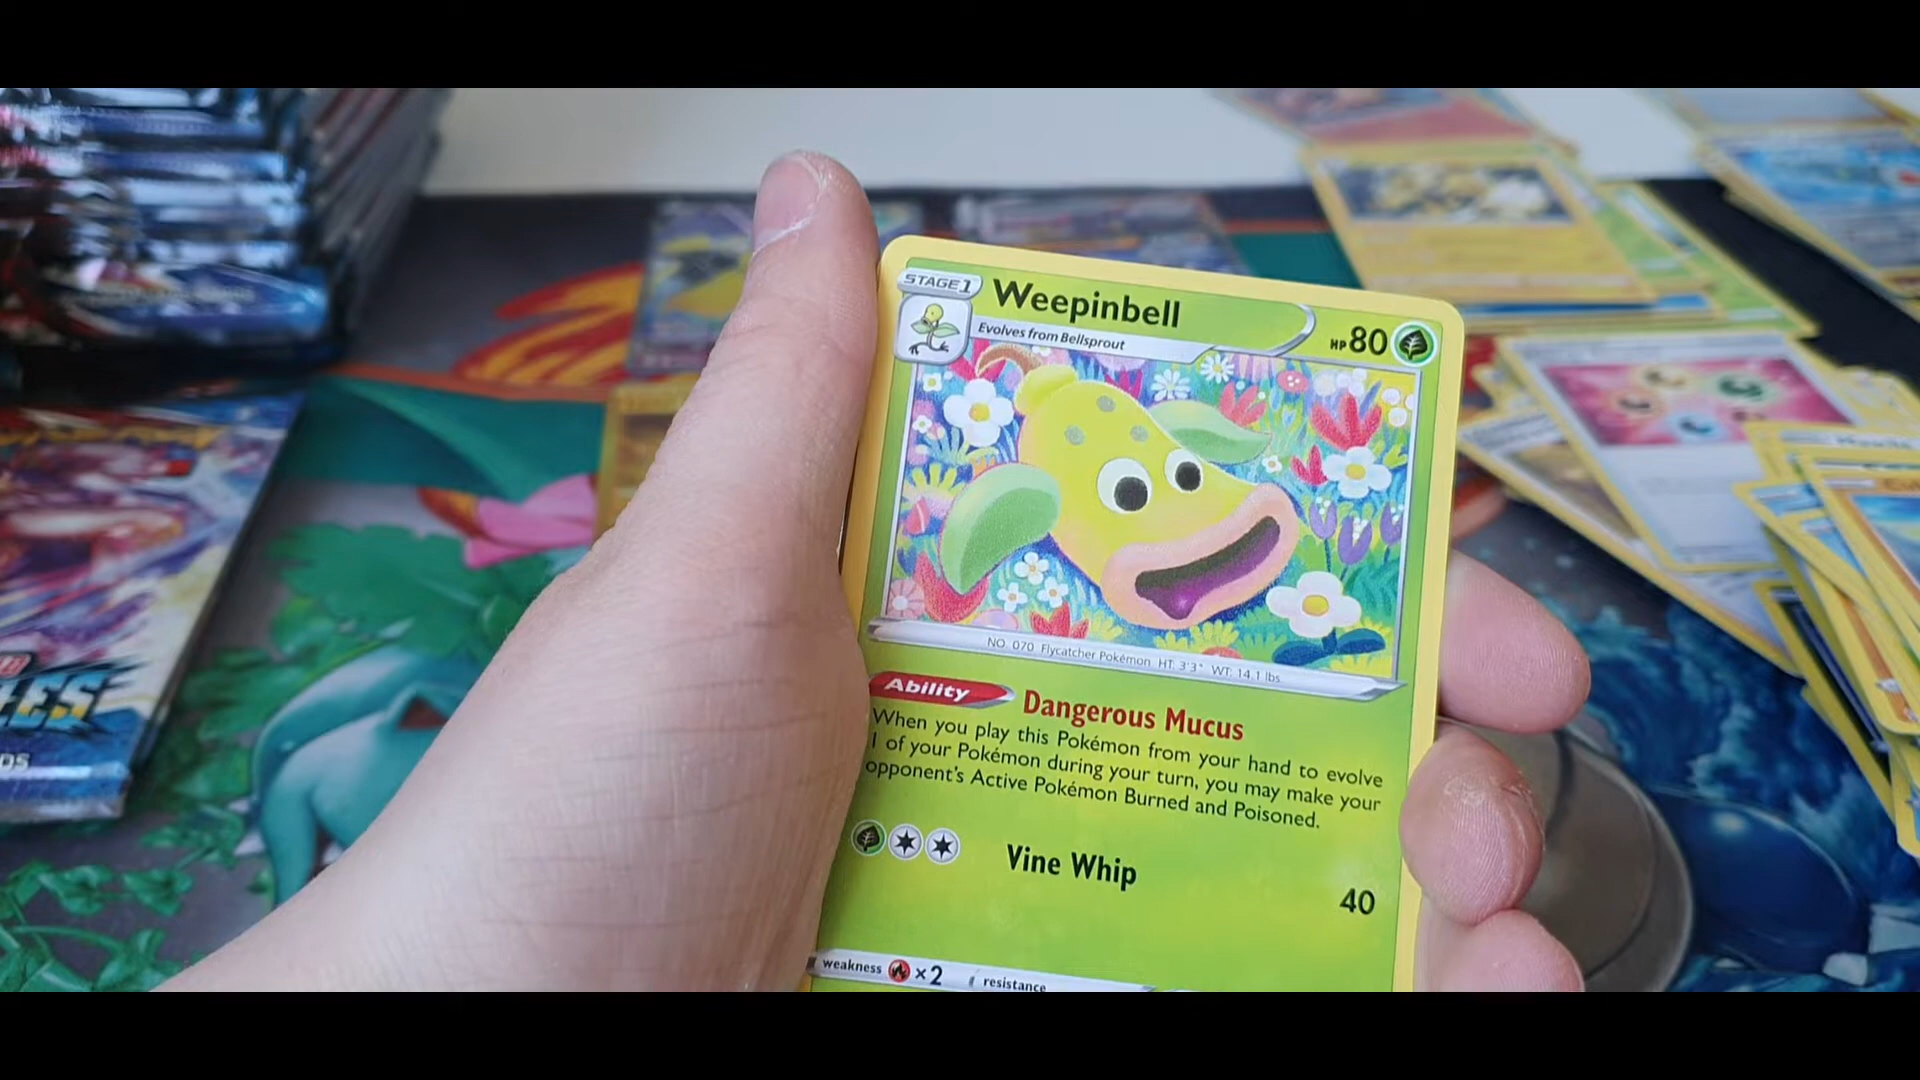 STAGE 1
Weepinbell
HP 80
Evolves from Bellsprout
NO. 070 Flycatcher Pokémon HT: 3'3" WT: 14.1 lbs.
Ability
Dangerous Mucus
When you play this Pokémon from your hand to evolve
1 of your Pokémon during your turn, you may make your
opponent's Active Pokémon Burned and Poisoned.
Vine Whip
40
weakness ×2
resistance